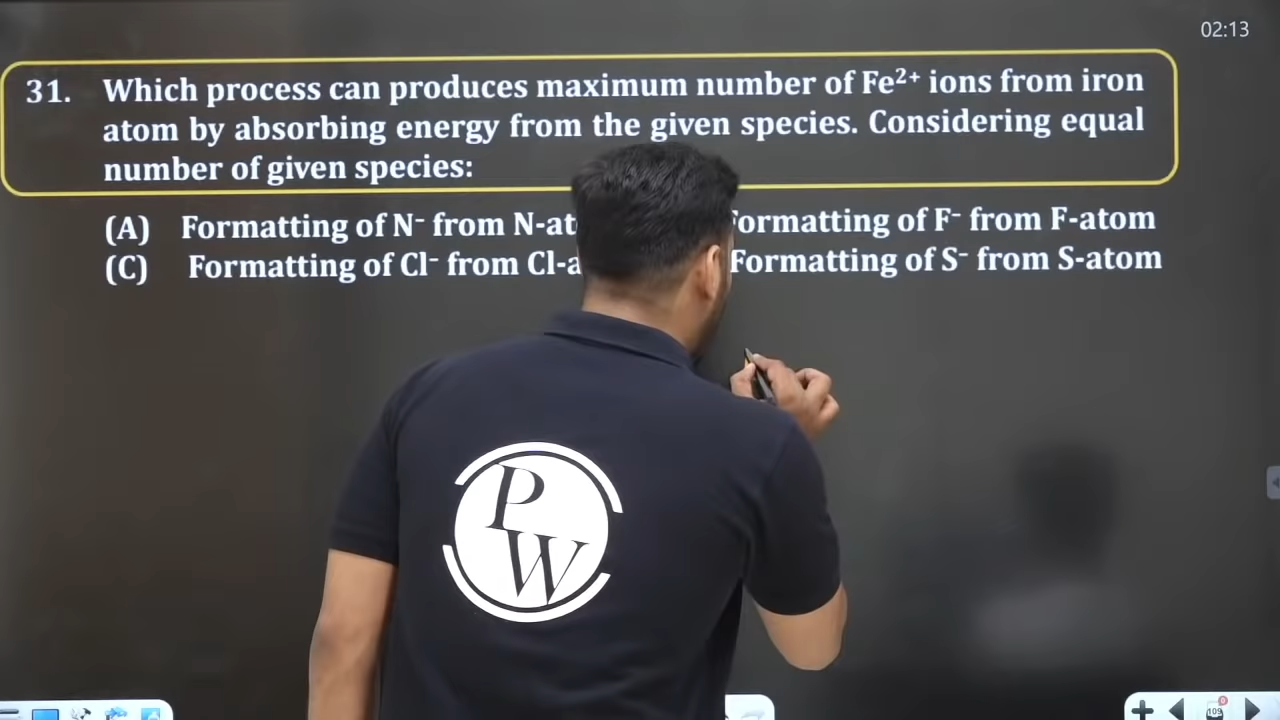 02:13
31. Which process can produces maximum number of Fe²⁺ ions from iron
atom by absorbing energy from the given species. Considering equal
number of given species:
(A) Formatting of N⁻ from N-at Formatting of F⁻ from F-atom
(C) Formatting of Cl⁻ from Cl-a Formatting of S⁻ from S-atom
P
W
109